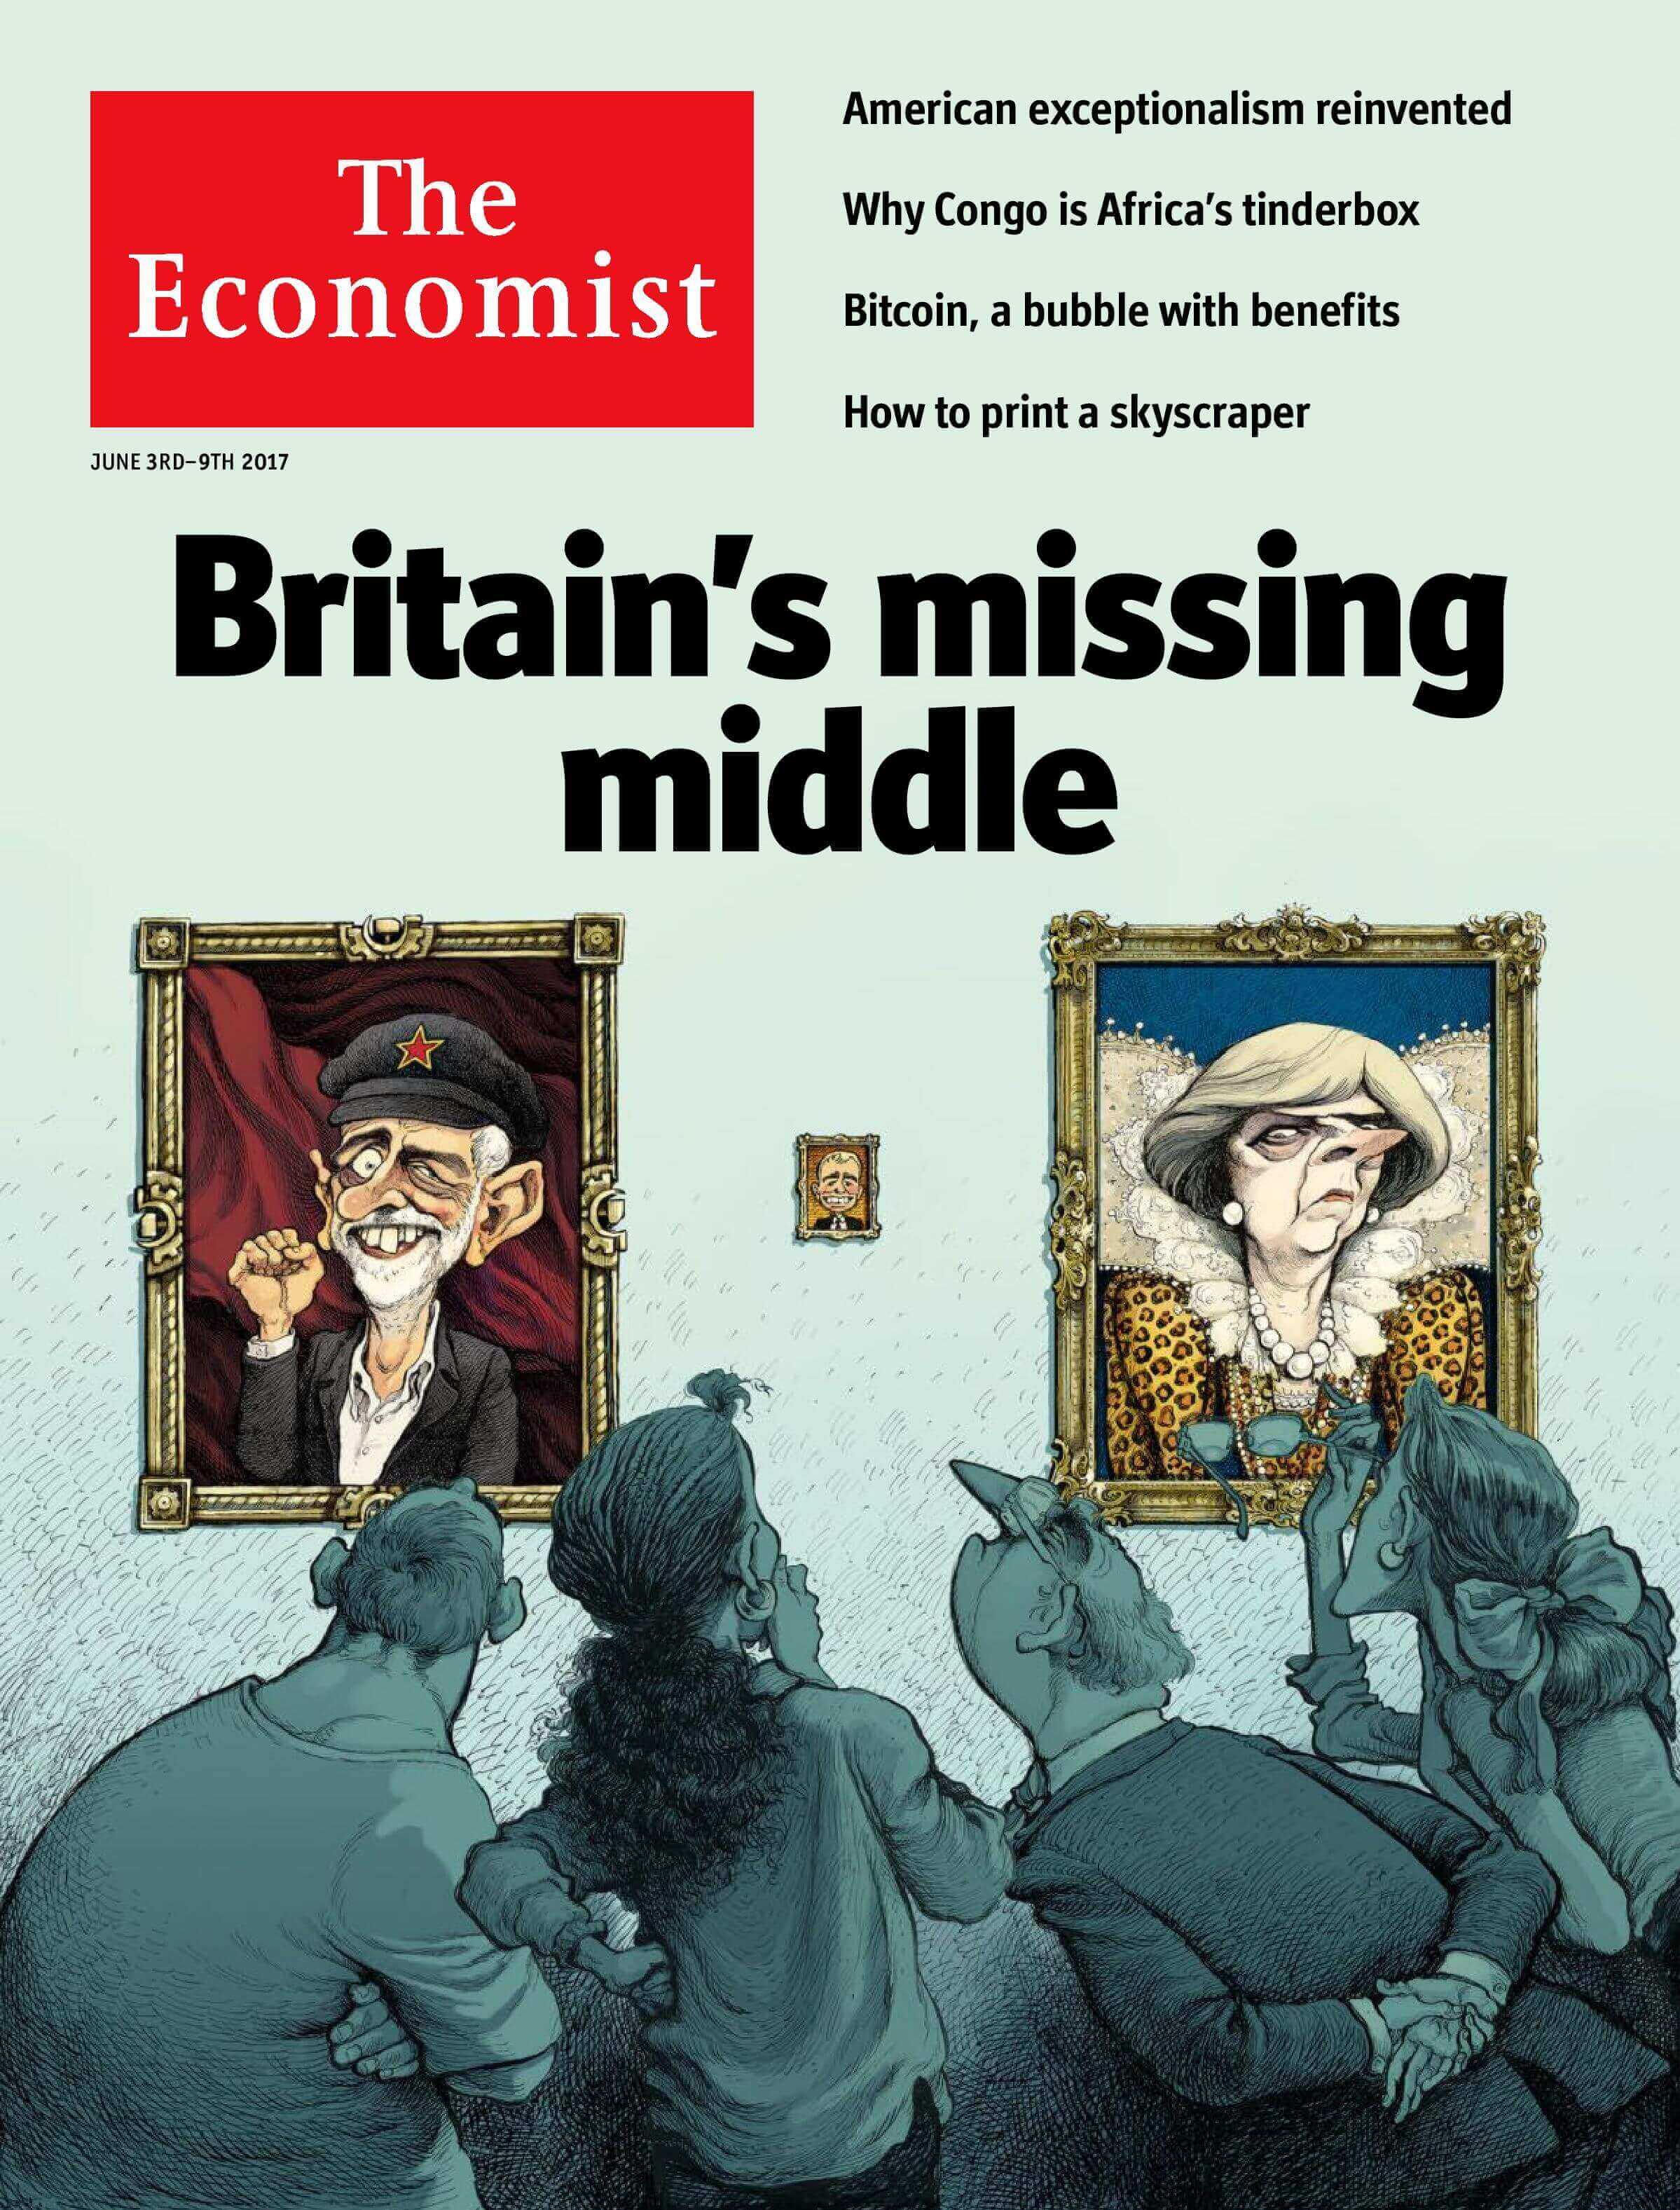 The
Economist
JUNE 3RD–9TH 2017
American exceptionalism reinvented
Why Congo is Africa’s tinderbox
Bitcoin, a bubble with benefits
How to print a skyscraper
Britain’s missing
middle